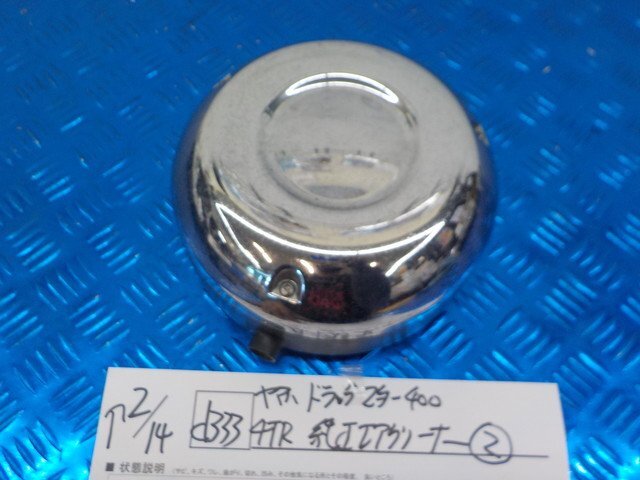 ヤマハ ドラッグスター400
ア2/14 d333 4TR 純正エアクリーナー ②
■ 状態説明